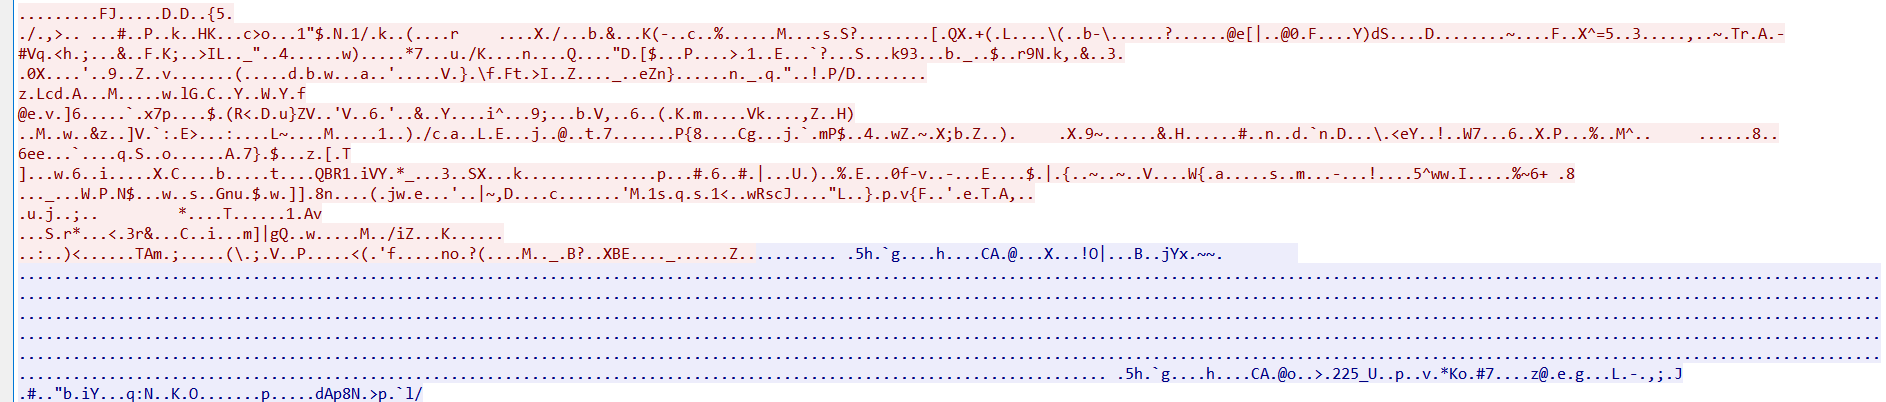 .........FJ.....D.D..{5.
./.,>.. ...#..P..k..HK...c>o...1"$.N.1/.k..(....r     ....X./...b.&...K(-..c..%......M....s.S?........[.QX.+(.L....\(..b-\......?......@e[|..@0.F....Y)dS....D........~....F..X^=5..3.....,..~.Tr.A.-
#Vq.<h.;...&..F.K;..>IL.._"..4......w).....*7...u./K....n....Q...."D.[$...P....>.1..E...`?...S...k93...b._..$..r9N.k,.&..3.
.0X....'..9...Z..v.......(.....d.b.w...a..'.....V.}.\f.Ft.>I..Z...._..eZn}......n._.q."..!.P/D........
z.Lcd.A...M.....w.lG.C..Y..W.Y.f
@e.v.]6.....`.x7p....$.(R<.D.u}ZV..'V..6.'..&..Y....i^...9;...b.V,..6..(.K.m.....Vk....,Z..H)
..M..w..&z..]V.`:.E>...:....L~....M.....1..)./c.a..L.E...j..@..t.7.......P{8....Cg...j.`.mP$..4..wZ.~.X;b.Z..).     .X.9~......&.H......#..n..d.`n.D...\.<eY..!..W7...6..X.P...%..M^..      ......8..
6ee...`....q.S..o......A.7}.$...z.[.T
]...w.6..i.....X.C....b.....t....QBR1.iVY.*_...3..SX...k..............p...#.6..#.|...U.)..%.E...0f-v..-...E....$.|.{..~..~..V....W{.a.....s..m...-...!....5^ww.I.....%~6+ .8
..._...W.P.N$...w..s..Gnu.$.w.]].8n....(.jw.e...'..|~,D....c.......'M.1s.q.s.1<..wRscJ...."L..}.p.v{F..'.e.T.A,..
.u.j..;..         *....T......1.Av
...S.r*...<.3r&...C..i...m]|gQ..w.....M../iZ...K......
..:..)<......TAm.;.....(\.;.V..P.....<(.'f.....no.?(....M.._.B?..XBE...._......Z............ .5h.`g....h....CA.@...X...!O|...B..jYx.~~.
.5h.`g....h....CA.@o..>.225_U..p..v.*Ko.#7....z@.e.g...L.-.,;.J
.#.."b.iY...q:N..K.O.......p.....dAp8N.>p.`l/